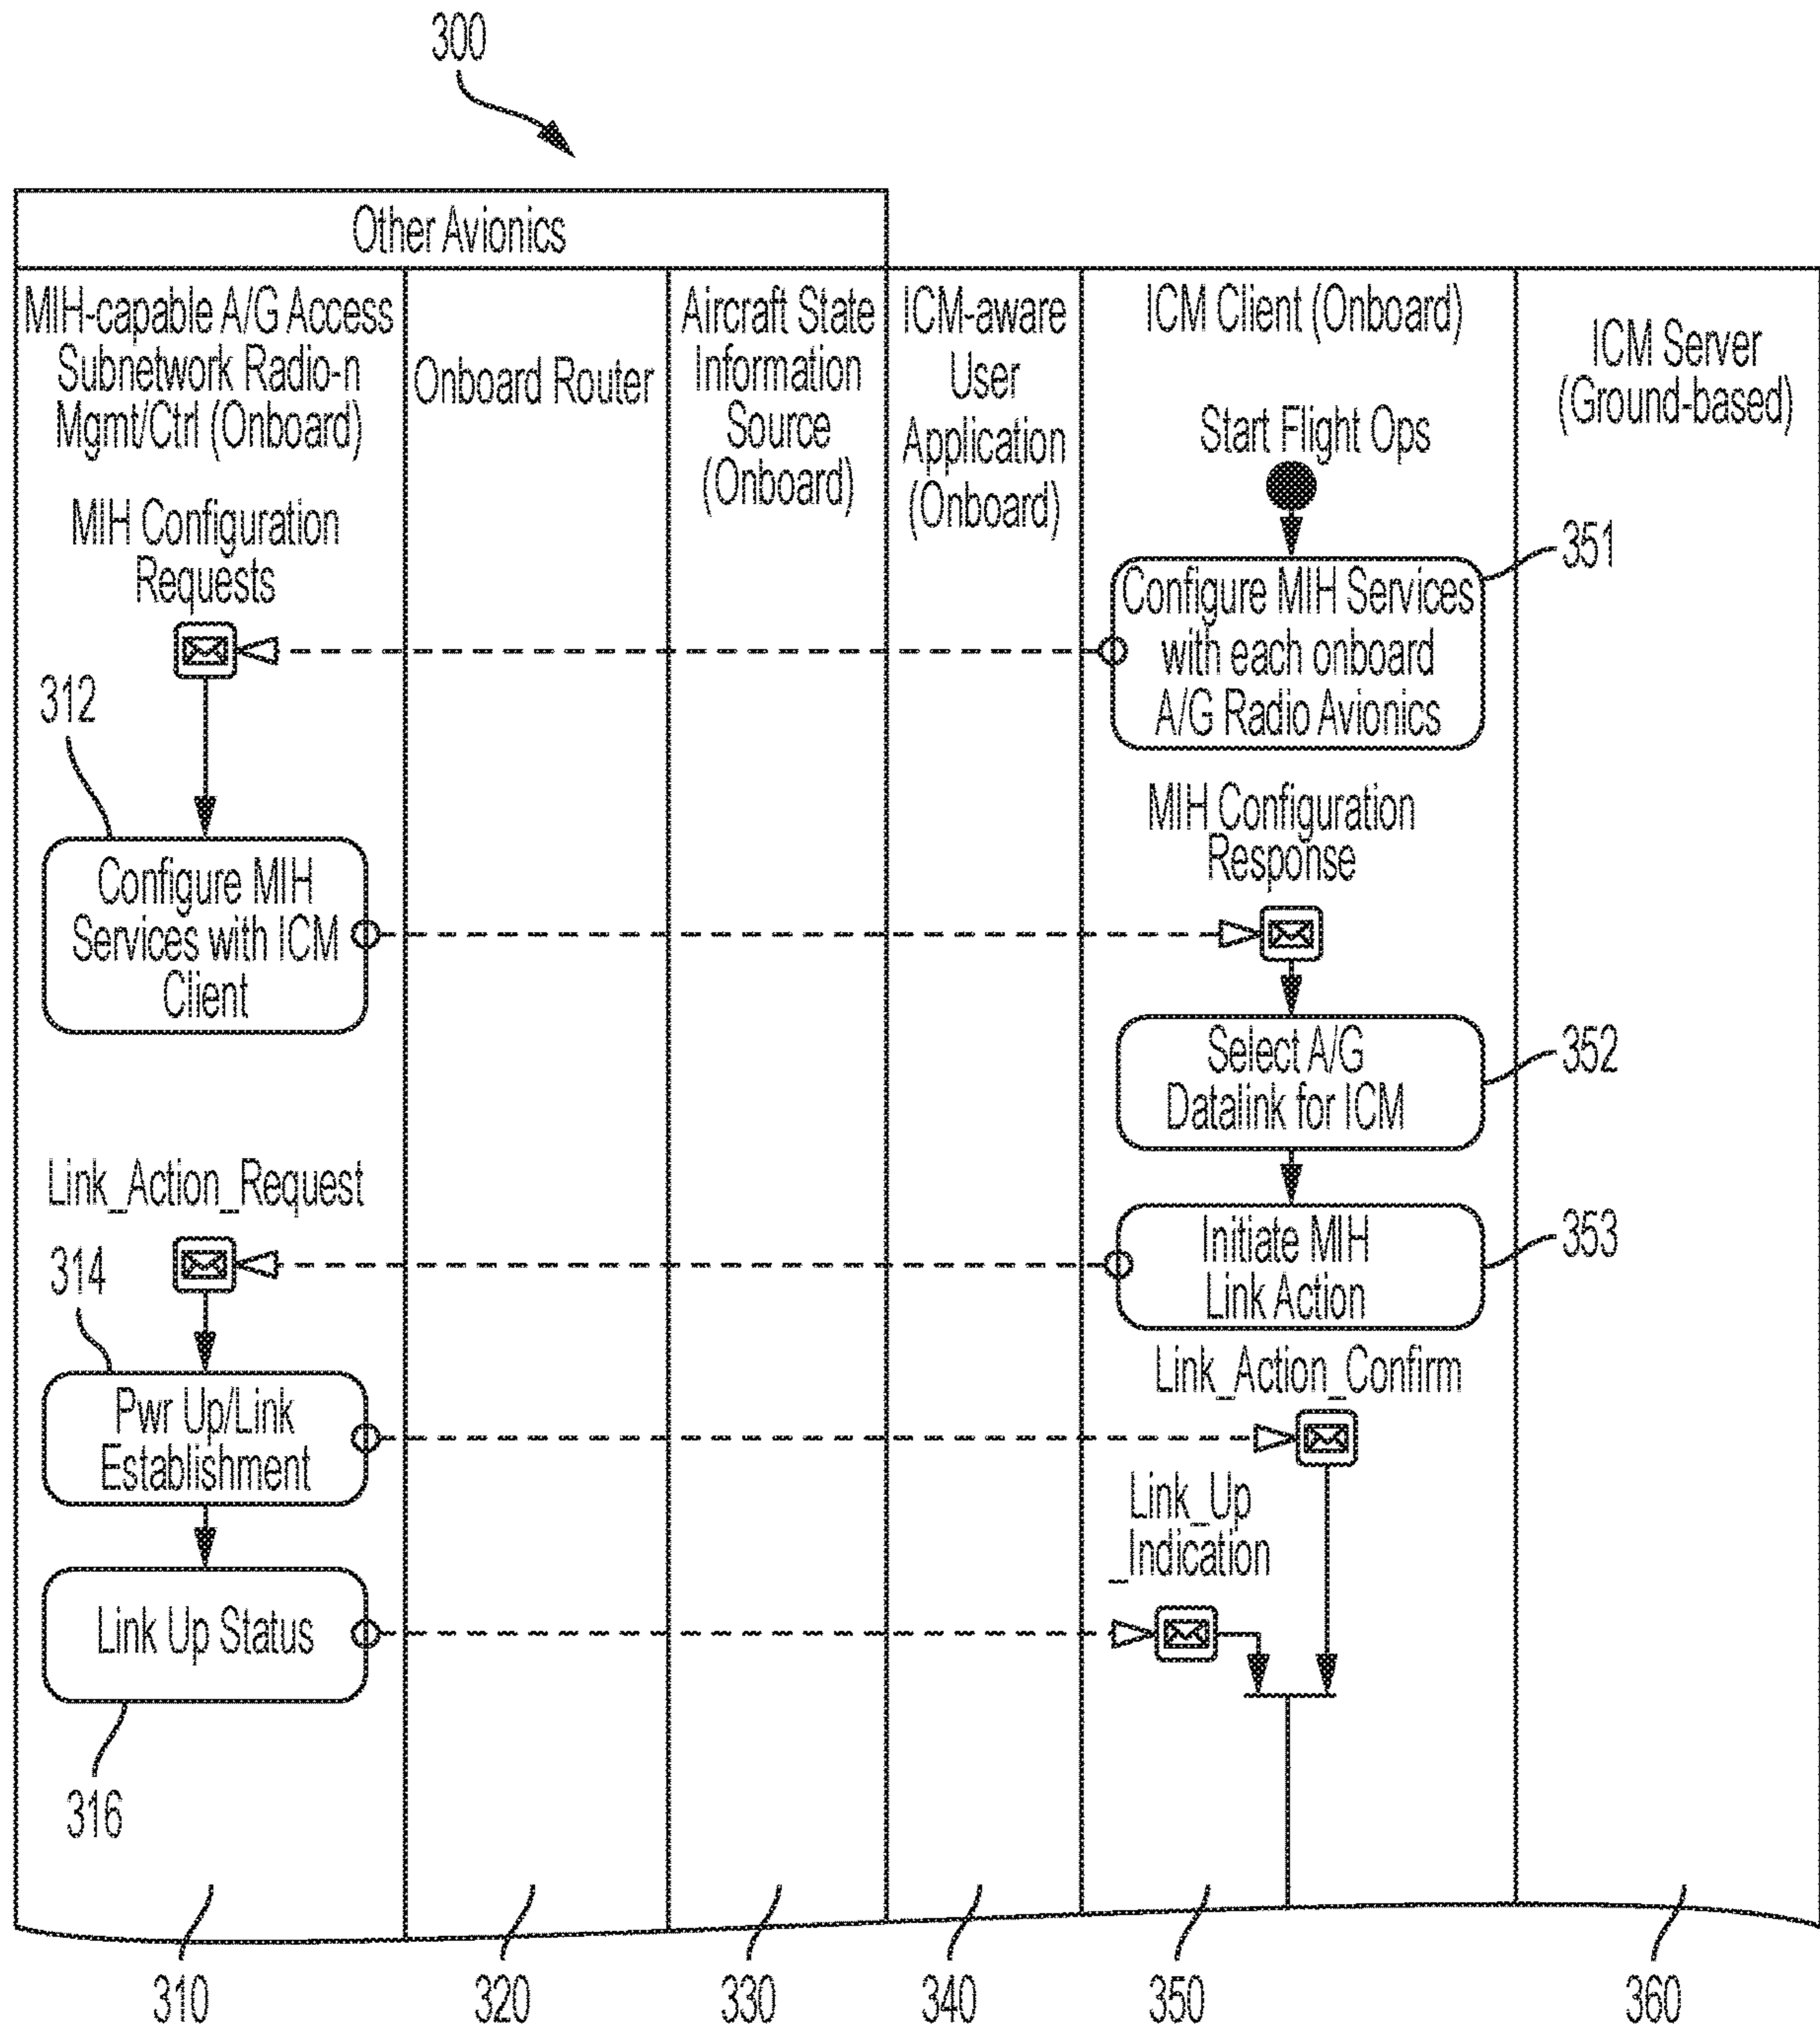 300
Other Avionics
MIH-capable A/G Access
Subnetwork Radio-n
Mgmt/Ctrl (Onboard)
Onboard Router
Aircraft State
Information
Source
(Onboard)
ICM-aware
User
Application
(Onboard)
ICM Client (Onboard)
ICM Server
(Ground-based)
Start Flight Ops
MIH Configuration
Requests
351
Configure MIH Services
with each onboard
A/G Radio Avionics
312
Configure MIH
Services with ICM
Client
MIH Configuration
Response
352
Select A/G
Datalink for ICM
Link_Action_Request
353
Initiate MIH
Link Action
314
Pwr Up/Link
Establishment
Link_Action_Confirm
Link_Up
_Indication
Link Up Status
316
310
320
330
340
350
360